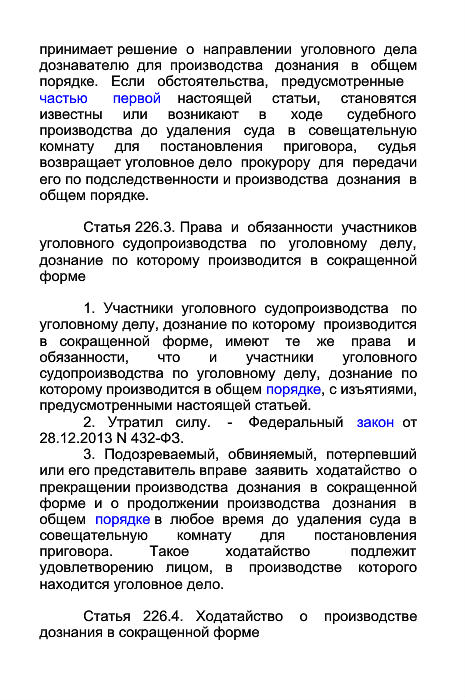 принимает решение о направлении уголовного дела
дознавателю для производства дознания в общем
порядке. Если обстоятельства, предусмотренные
частью первой настоящей статьи, становятся
известны или возникают в ходе судебного
производства до удаления суда в совещательную
комнату для постановления приговора, судья
возвращает уголовное дело прокурору для передачи
его по подследственности и производства дознания в
общем порядке.
Статья 226.3. Права и обязанности участников
уголовного судопроизводства по уголовному делу,
дознание по которому производится в сокращенной
форме
1. Участники уголовного судопроизводства по
уголовному делу, дознание по которому производится
в сокращенной форме, имеют те же права и
обязанности, что и участники уголовного
судопроизводства по уголовному делу, дознание по
которому производится в общем порядке, с изъятиями,
предусмотренными настоящей статьей.
2. Утратил силу. - Федеральный закон от
28.12.2013 N 432-ФЗ.
3. Подозреваемый, обвиняемый, потерпевший
или его представитель вправе заявить ходатайство о
прекращении производства дознания в сокращенной
форме и о продолжении производства дознания в
общем порядке в любое время до удаления суда в
совещательную комнату для постановления
приговора. Такое ходатайство подлежит
удовлетворению лицом, в производстве которого
находится уголовное дело.
Статья 226.4. Ходатайство о производстве
дознания в сокращенной форме